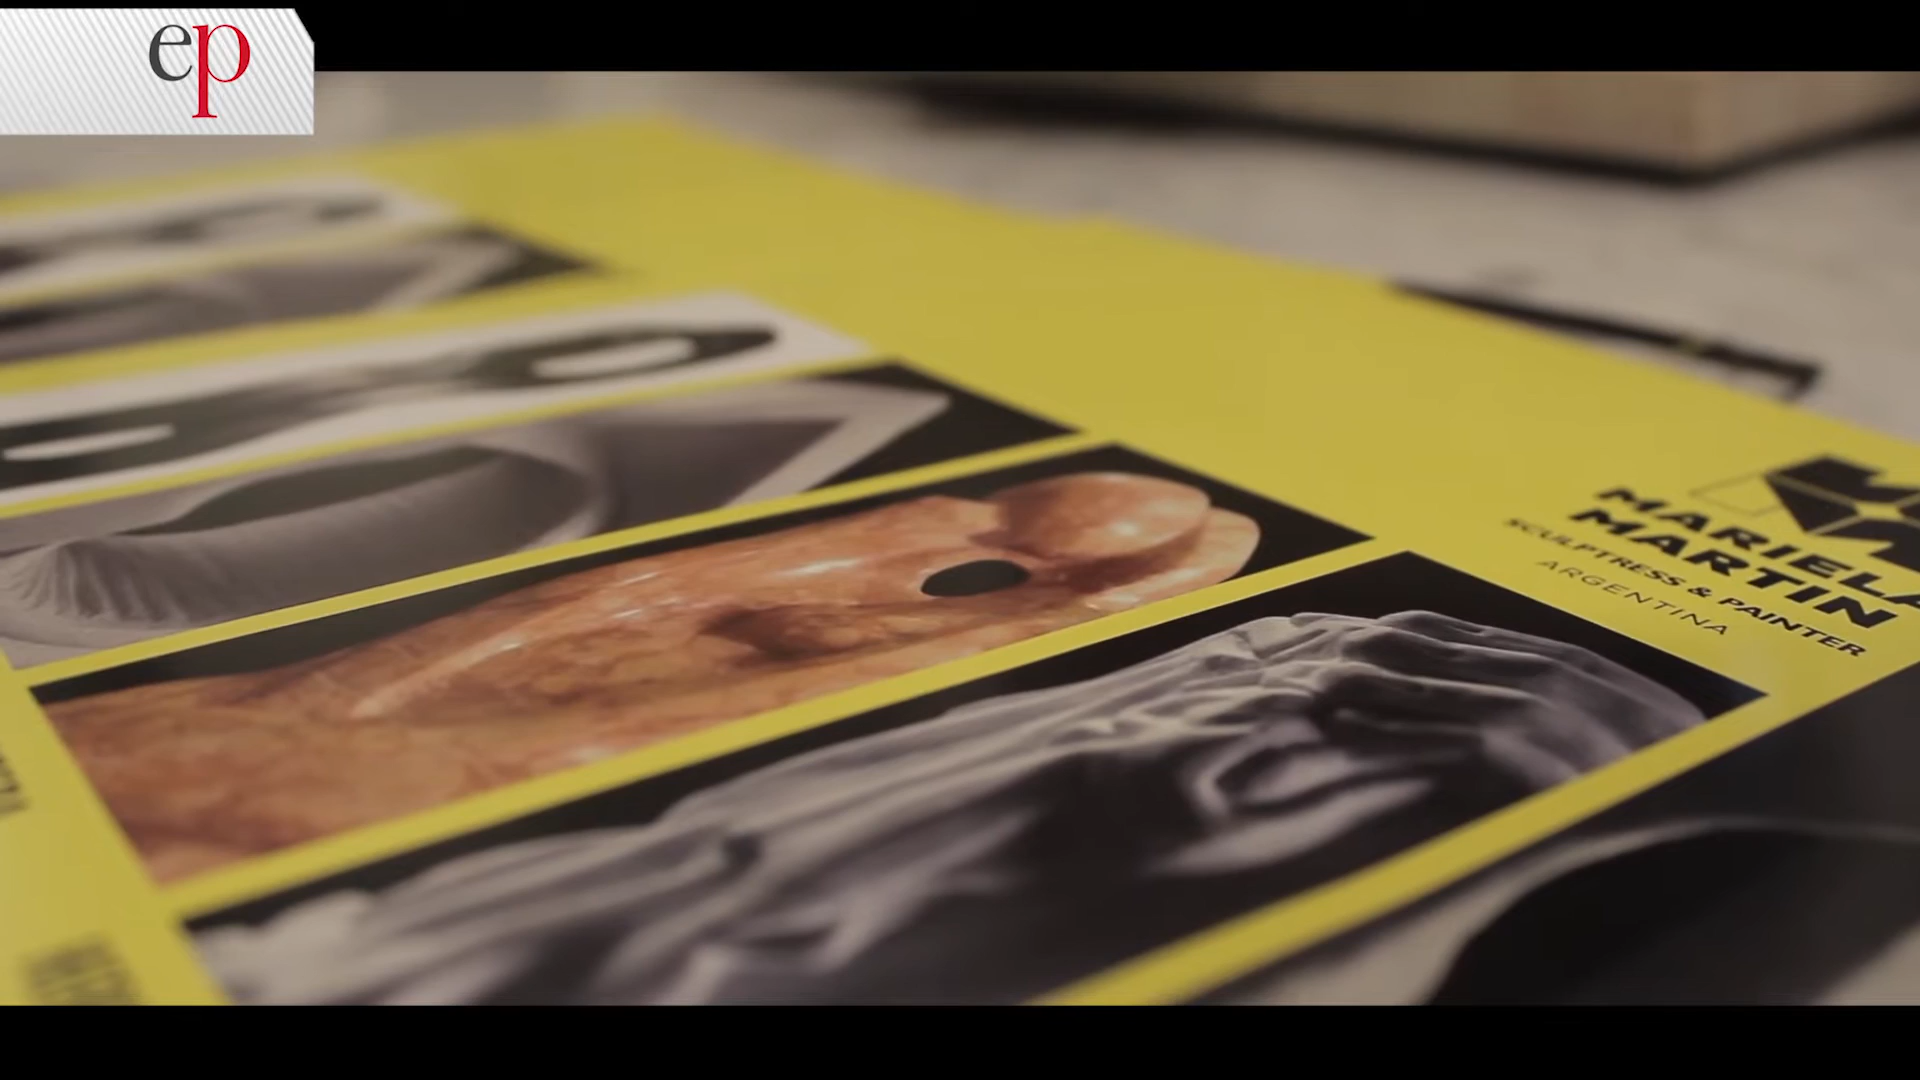 ep
MARIELA
MARTIN
SCULPTRESS & PAINTER
ARGENTINA